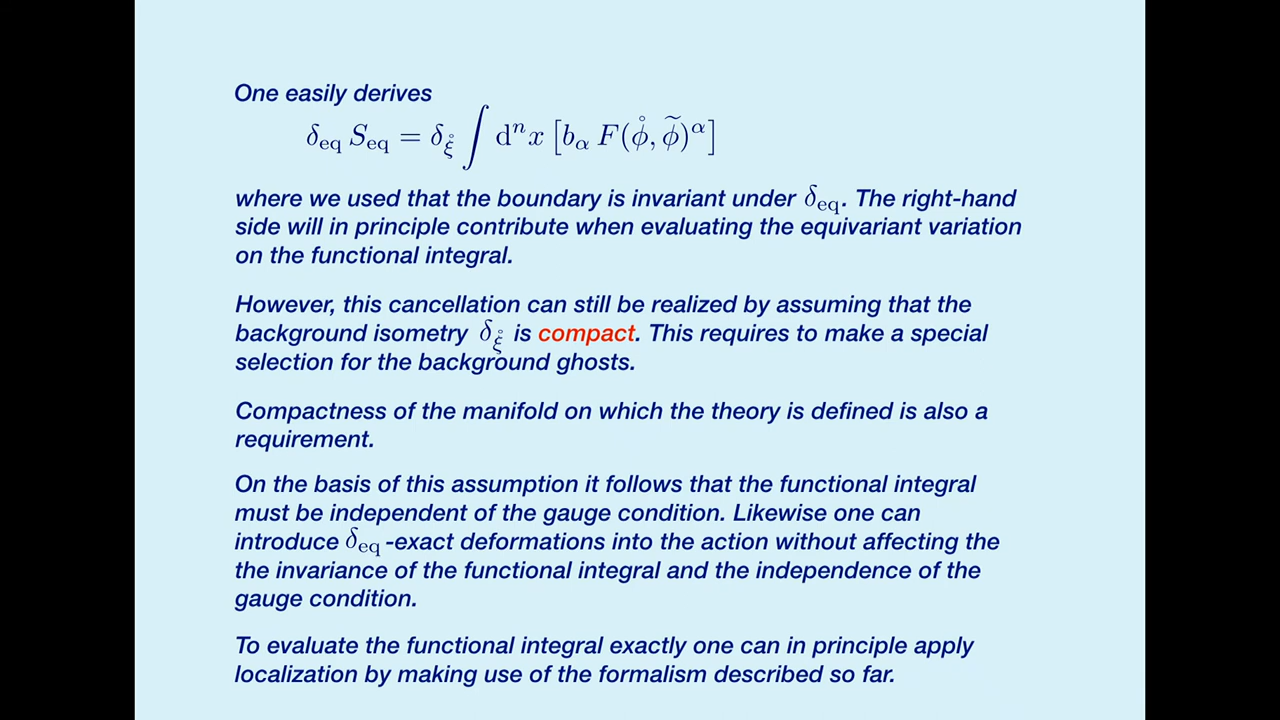 One easily derives
δ_eq S_eq = δ_ξ̊ ∫ dⁿx [b_α F(φ̊, φ̃)^α]
where we used that the boundary is invariant under δ_eq. The right-hand
side will in principle contribute when evaluating the equivariant variation
on the functional integral.
However, this cancellation can still be realized by assuming that the
background isometry δ_ξ̊ is compact. This requires to make a special
selection for the background ghosts.
Compactness of the manifold on which the theory is defined is also a
requirement.
On the basis of this assumption it follows that the functional integral
must be independent of the gauge condition. Likewise one can
introduce δ_eq -exact deformations into the action without affecting the
the invariance of the functional integral and the independence of the
gauge condition.
To evaluate the functional integral exactly one can in principle apply
localization by making use of the formalism described so far.